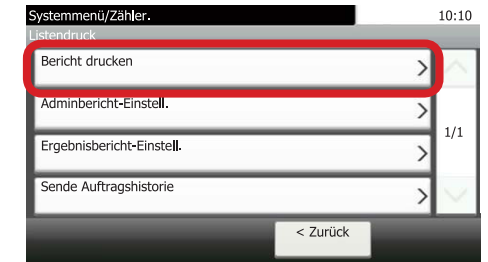 Systemmenü/Zähler.
10:10
Listendruck
Bericht drucken
Adminbericht-Einstell.
1/1
Ergebnisbericht-Einstell.
Sende Auftragshistorie
< Zurück